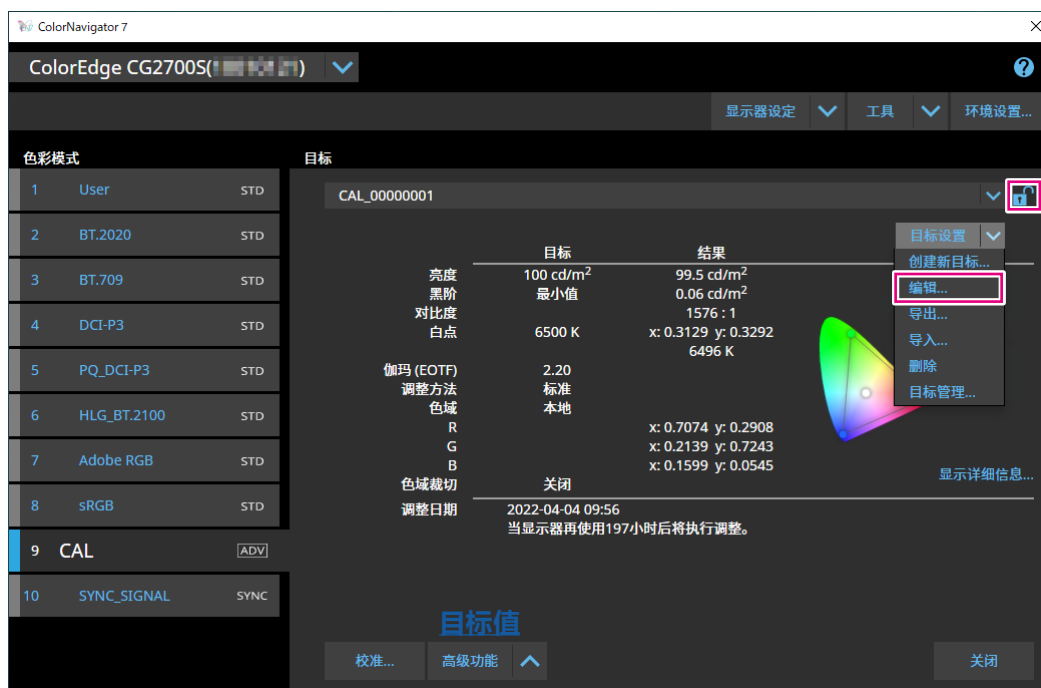 ColorNavigator 7
ColorEdge CG2700S( )
显示器设定 工具 环境设置...
色彩模式
1 User STD
2 BT.2020 STD
3 BT.709 STD
4 DCI-P3 STD
5 PQ_DCI-P3 STD
6 HLG_BT.2100 STD
7 Adobe RGB STD
8 sRGB STD
9 CAL ADV
10 SYNC_SIGNAL SYNC
目标
CAL_00000001
目标设置
创建新目标...
编辑...
导出...
导入...
删除
目标管理...
目标 结果
亮度 100 cd/m2 99.5 cd/m2
黑阶 最小值 0.06 cd/m2
对比度 1576 : 1
白点 6500 K x: 0.3129 y: 0.3292
6496 K
伽玛 (EOTF) 2.20
调整方法 标准
色域 本地
R x: 0.7074 y: 0.2908
G x: 0.2139 y: 0.7243
B x: 0.1599 y: 0.0545
色域裁切 关闭
显示详细信息...
调整日期 2022-04-04 09:56
当显示器再使用197小时后将执行调整。
目标值
校准... 高级功能 关闭